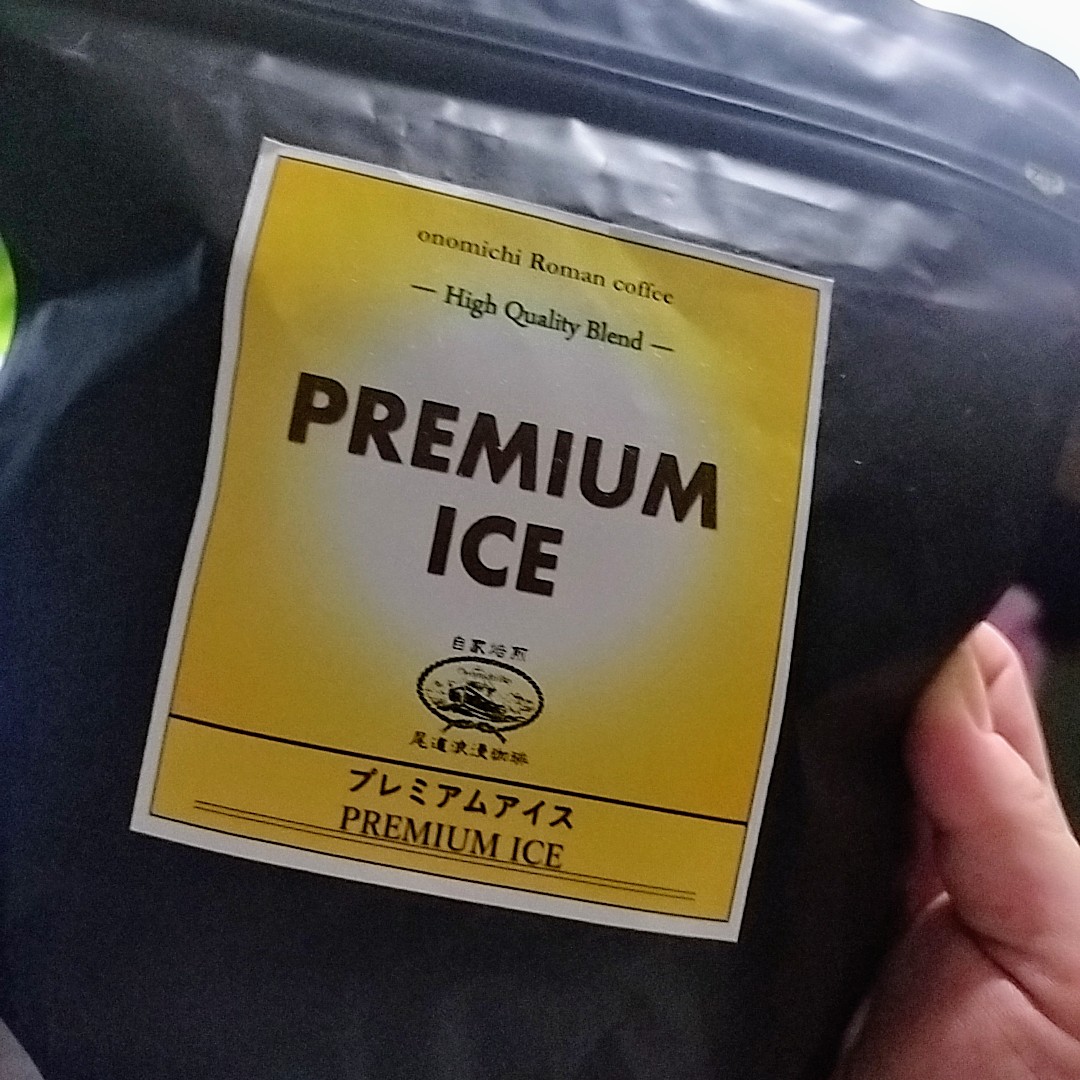 onomichi Roman coffee
— High Quality Blend —
PREMIUM
ICE
自家焙煎
尾道浪漫珈琲
プレミアムアイス
PREMIUM ICE